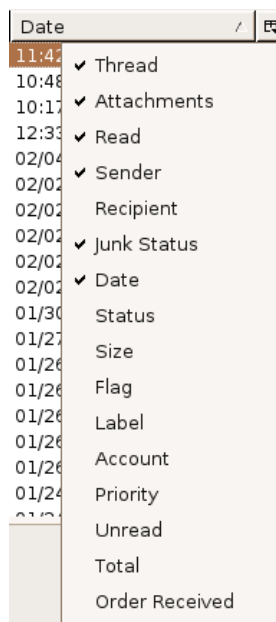 Date
11:42
10:48
10:17
12:33
02/04
02/02
02/02
02/02
02/02
02/02
01/30
01/27
01/26
01/26
01/26
01/26
01/26
01/24
Thread
Attachments
Read
Sender
Recipient
Junk Status
Date
Status
Size
Flag
Label
Account
Priority
Unread
Total
Order Received